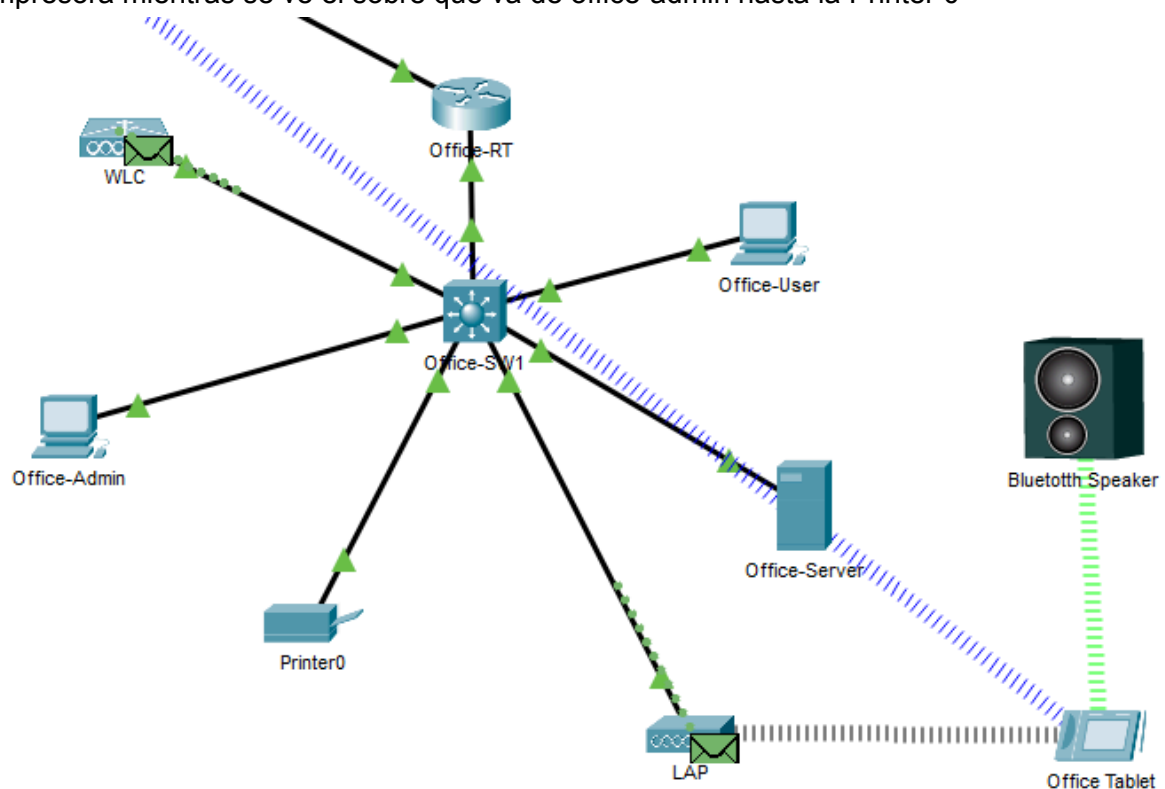 mpresora mientras se ve el sobre que va de office-admin hasta la Printer 0
Office-RT
WLC
Office-User
Office-SW1
Office-Admin
Bluetotth Speaker
Office-Server
Printer0
LAP
Office Tablet